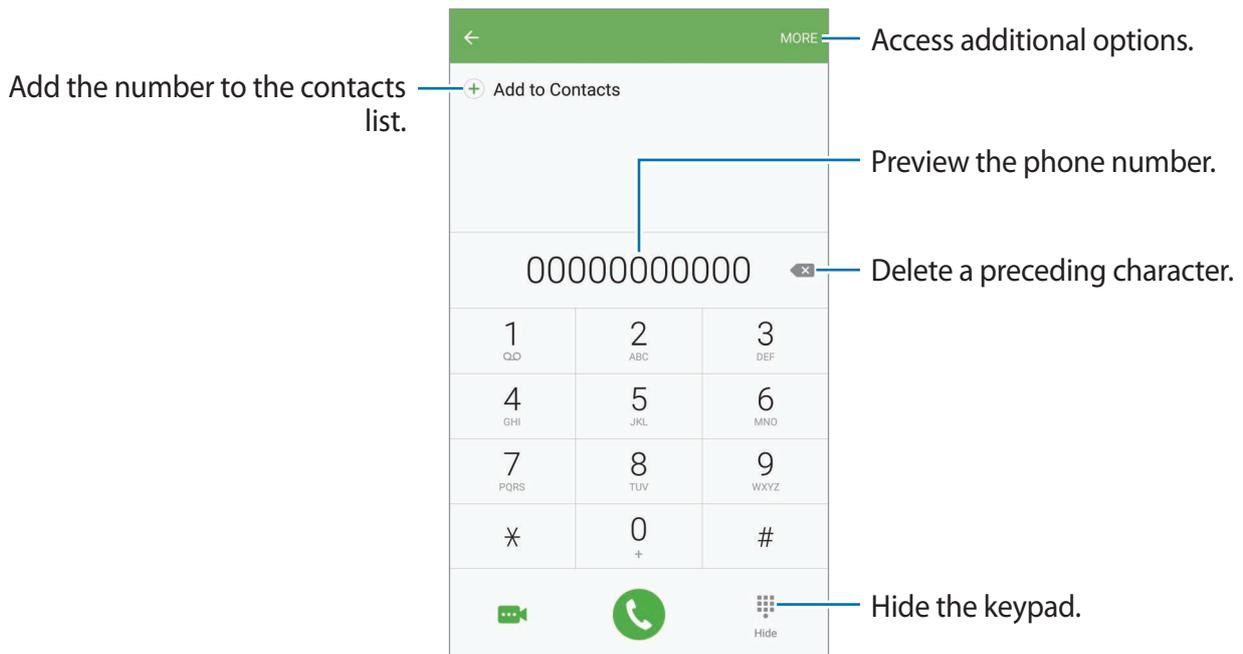 MORE
Access additional options.
Add the number to the contacts
list.
Add to Contacts
Preview the phone number.
00000000000
Delete a preceding character.
1
2
ABC
3
DEF
4
GHI
5
JKL
6
MNO
7
PQRS
8
TUV
9
WXYZ
*
0
+
#
Hide the keypad.
Hide